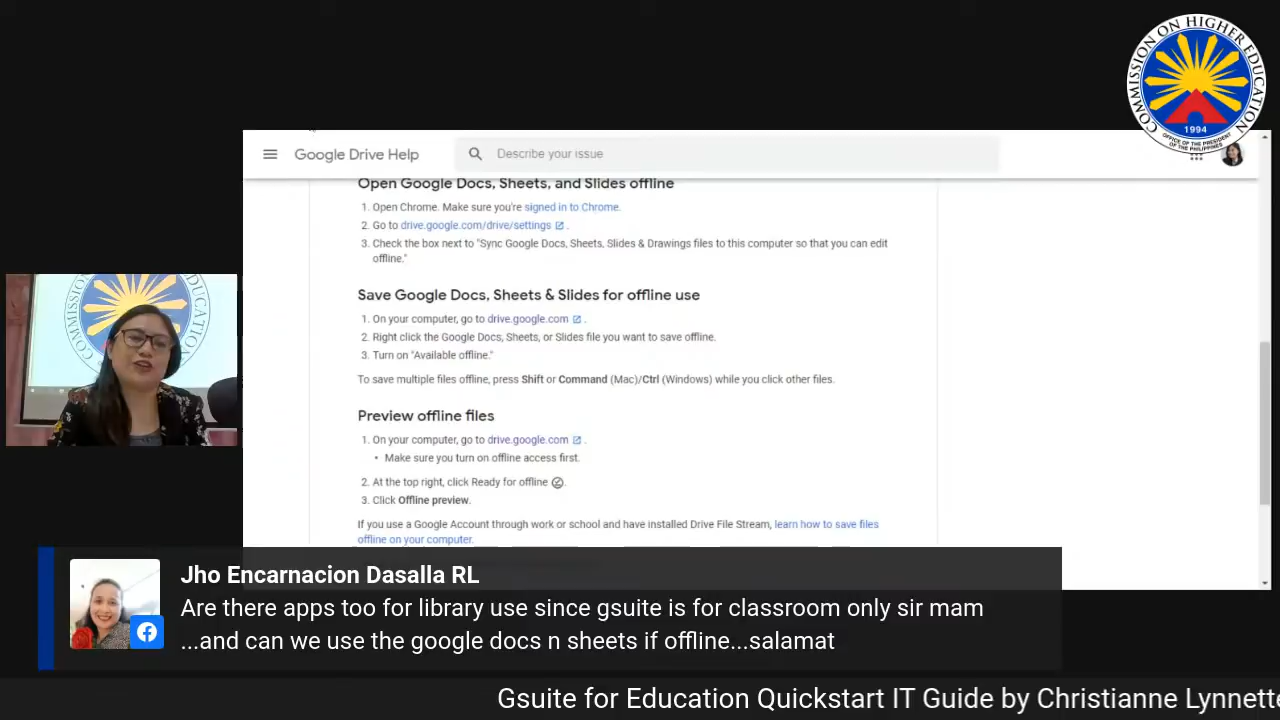 COMMISSION ON HIGHER EDUCATION
1994
OFFICE OF THE PRESIDENT
OF THE PHILIPPINES
Google Drive Help
Describe your issue
Open Google Docs, Sheets, and Slides offline
1. Open Chrome. Make sure you're signed in to Chrome.
2. Go to drive.google.com/drive/settings .
3. Check the box next to "Sync Google Docs, Sheets, Slides & Drawings files to this computer so that you can edit
offline."
Save Google Docs, Sheets & Slides for offline use
1. On your computer, go to drive.google.com .
2. Right click the Google Docs, Sheets, or Slides file you want to save offline.
3. Turn on "Available offline."
To save multiple files offline, press Shift or Command (Mac)/Ctrl (Windows) while you click other files.
Preview offline files
1. On your computer, go to drive.google.com .
• Make sure you turn on offline access first.
2. At the top right, click Ready for offline .
3. Click Offline preview.
If you use a Google Account through work or school and have installed Drive File Stream, learn how to save files
offline on your computer.
Jho Encarnacion Dasalla RL
Are there apps too for library use since gsuite is for classroom only sir mam
...and can we use the google docs n sheets if offline...salamat
Gsuite for Education Quickstart IT Guide by Christianne Lynnette